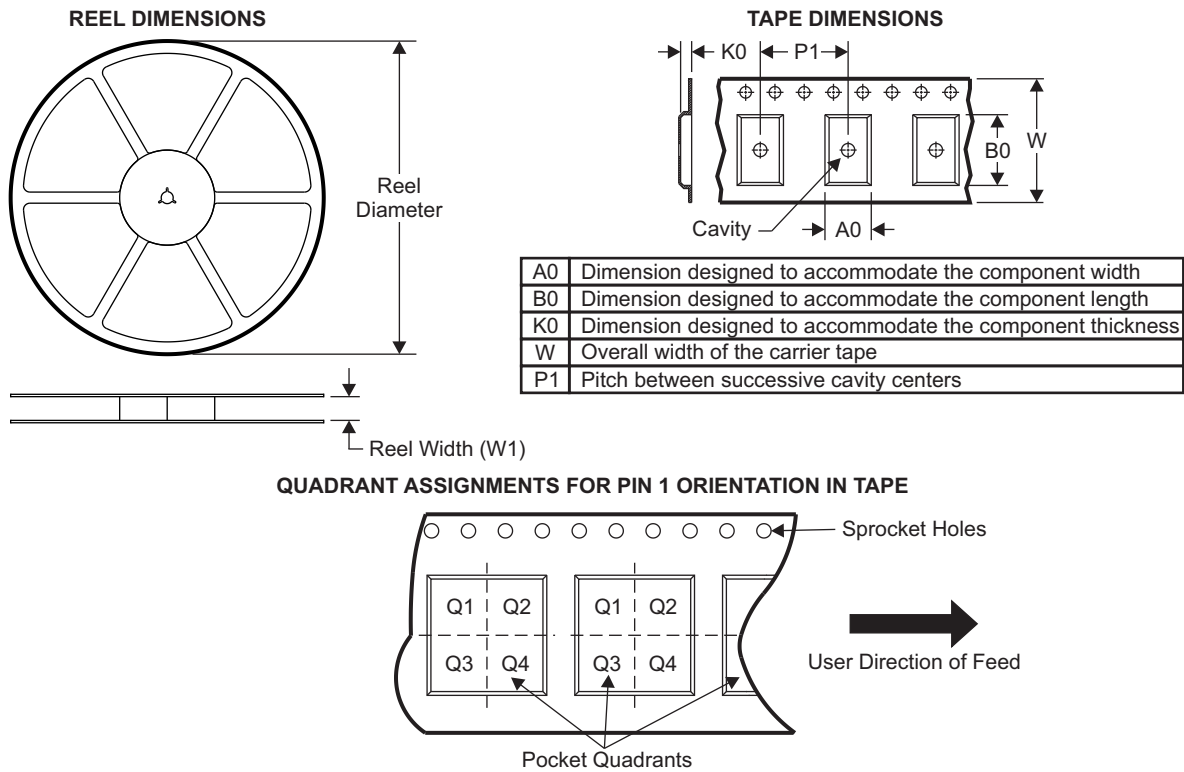 REEL DIMENSIONS
Reel
Diameter
Reel Width (W1)
TAPE DIMENSIONS
K0
P1
W
B0
Cavity
A0
A0 Dimension designed to accommodate the component width
B0 Dimension designed to accommodate the component length
K0 Dimension designed to accommodate the component thickness
W Overall width of the carrier tape
P1 Pitch between successive cavity centers
QUADRANT ASSIGNMENTS FOR PIN 1 ORIENTATION IN TAPE
Sprocket Holes
Q1 Q2 Q1 Q2
Q3 Q4 Q3 Q4
User Direction of Feed
Pocket Quadrants